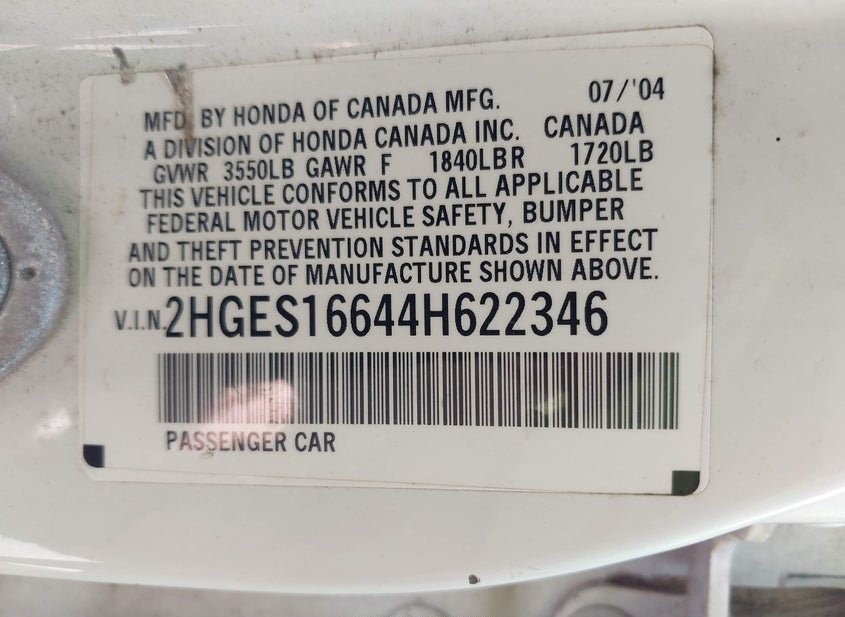 MFD. BY HONDA OF CANADA MFG. 07/'04
A DIVISION OF HONDA CANADA INC. CANADA
GVWR 3550LB GAWR F 1840LB R 1720LB
THIS VEHICLE CONFORMS TO ALL APPLICABLE
FEDERAL MOTOR VEHICLE SAFETY, BUMPER
AND THEFT PREVENTION STANDARDS IN EFFECT
ON THE DATE OF MANUFACTURE SHOWN ABOVE.
V.I.N. 2HGES16644H622346
PASSENGER CAR